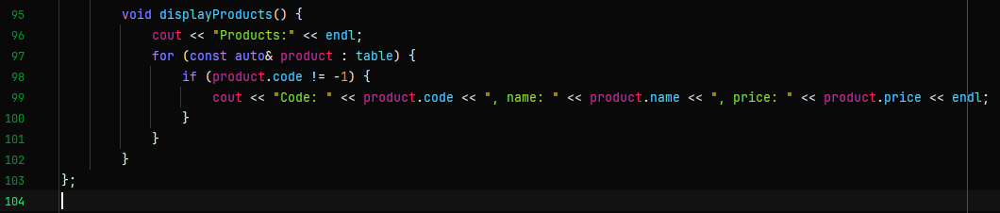 95 void displayProducts() {
96 cout << "Products:" << endl;
97 for (const auto& product : table) {
98 if (product.code != -1) {
99 cout << "Code: " << product.code << ", name: " << product.name << ", price: " << product.price << endl;
100 }
101 }
102 }
103 };
104